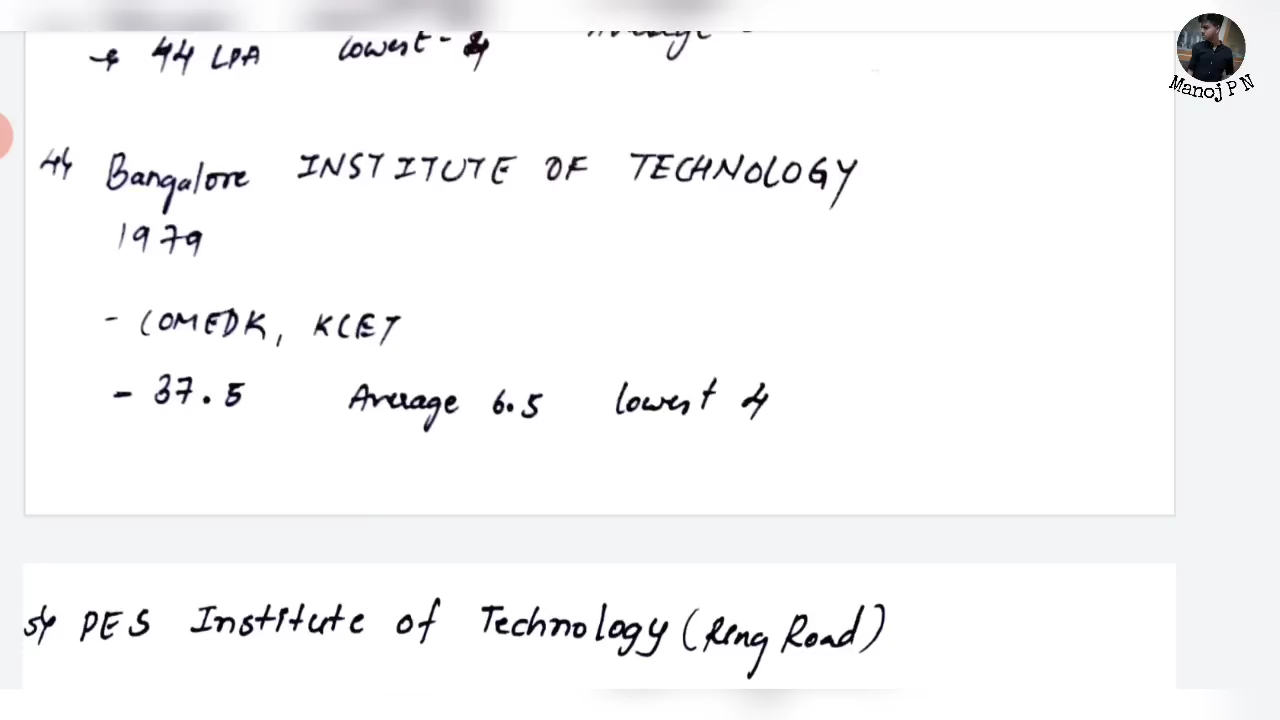 → 44 LPA lowest - Average -
4) Bangalore INSTITUTE OF TECHNOLOGY
1979
- COMEDK, KCET
- 37.5 Average 6.5 lowest 4
5) PES Institute of Technology (Ring Road)
Manoj P N